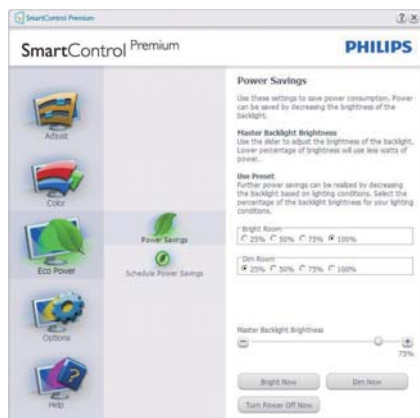 SmartControl Premium
SmartControl Premium
PHILIPS
Adjust
Color
Eco Power
Options
Help
Power Savings
Schedule Power Savings
Power Savings
Use these settings to save power consumption. Power
can be saved by decreasing the brightness of the
backlight.
Master Backlight Brightness
Use the slider to adjust the brightness of the backlight.
Lower percentage of brightness will use less watts of
power.
Use Preset
Further power savings can be realized by decreasing
the backlight based on lighting conditions. Select the
percentage of the backlight brightness for your lighting
conditions.
Bright Room
25% 50% 75% 100%
Dim Room
25% 50% 75% 100%
Master Backlight Brightness
75%
Bright Now
Dim Now
Turn Power Off Now